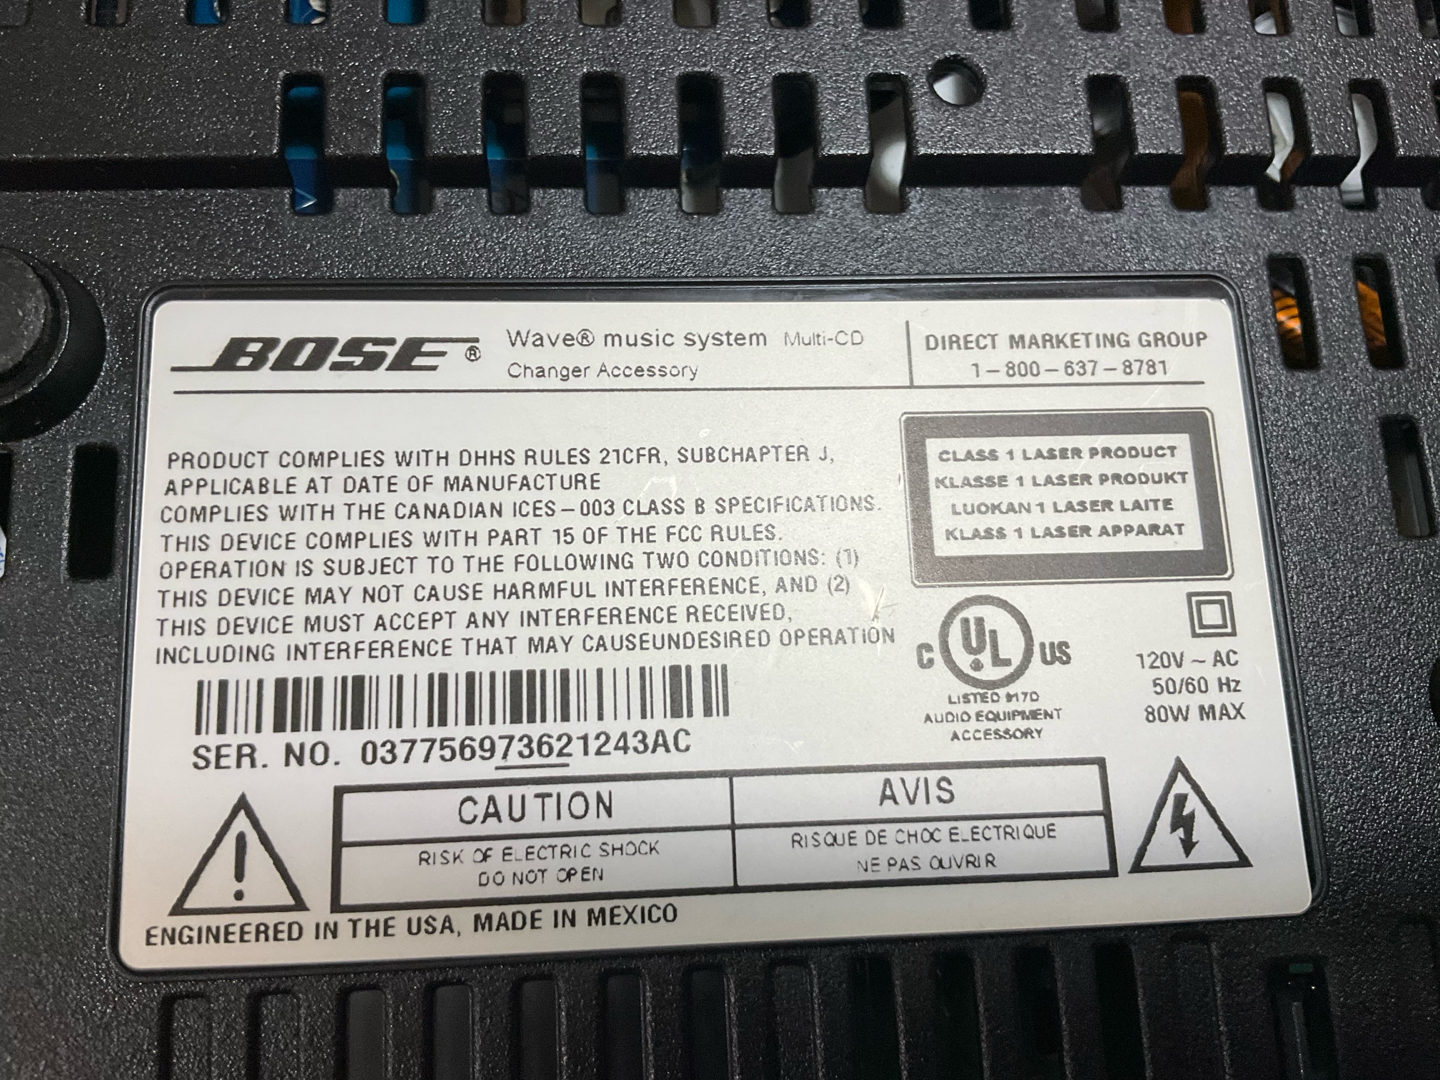 BOSE® Wave® music system Multi-CD
Changer Accessory
DIRECT MARKETING GROUP
1-800-637-8781
PRODUCT COMPLIES WITH DHHS RULES 21CFR, SUBCHAPTER J,
APPLICABLE AT DATE OF MANUFACTURE
COMPLIES WITH THE CANADIAN ICES-003 CLASS B SPECIFICATIONS.
THIS DEVICE COMPLIES WITH PART 15 OF THE FCC RULES.
OPERATION IS SUBJECT TO THE FOLLOWING TWO CONDITIONS: (1)
THIS DEVICE MAY NOT CAUSE HARMFUL INTERFERENCE, AND (2)
THIS DEVICE MUST ACCEPT ANY INTERFERENCE RECEIVED,
INCLUDING INTERFERENCE THAT MAY CAUSEUNDESIRED OPERATION
CLASS 1 LASER PRODUCT
KLASSE 1 LASER PRODUKT
LUOKAN 1 LASER LAITE
KLASS 1 LASER APPARAT
C UL US
LISTED 917D
AUDIO EQUIPMENT
ACCESSORY
120V ~ AC
50/60 Hz
80W MAX
SER. NO. 037756973621243AC
CAUTION
RISK OF ELECTRIC SHOCK
DO NOT OPEN
AVIS
RISQUE DE CHOC ELECTRIQUE
NE PAS OUVRIR
ENGINEERED IN THE USA, MADE IN MEXICO